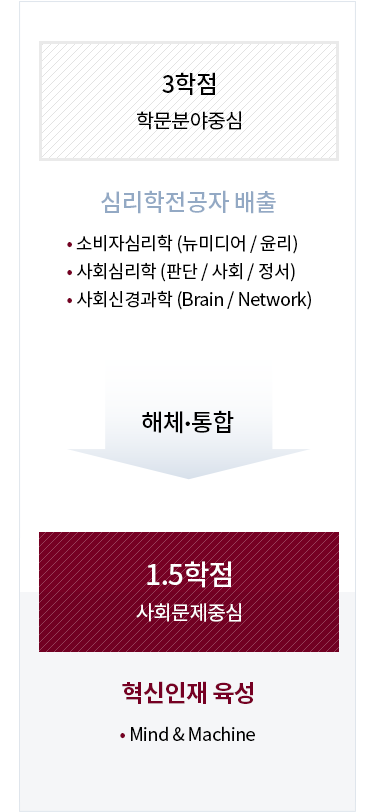 3학점
학문분야중심
심리학전공자 배출
• 소비자심리학 (뉴미디어 / 윤리)
• 사회심리학 (판단 / 사회 / 정서)
• 사회신경과학 (Brain / Network)
해체•통합
1.5학점
사회문제중심
혁신인재 육성
• Mind & Machine